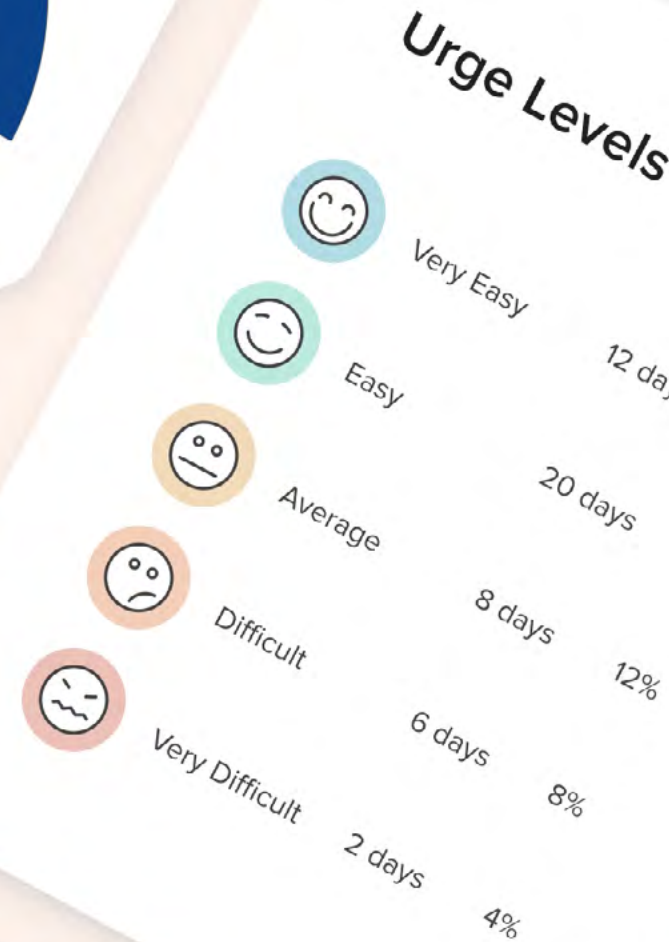 Urge Levels
Very Easy 12 day
Easy 20 days
Average 8 days 12%
Difficult 6 days 8%
Very Difficult 2 days 4%